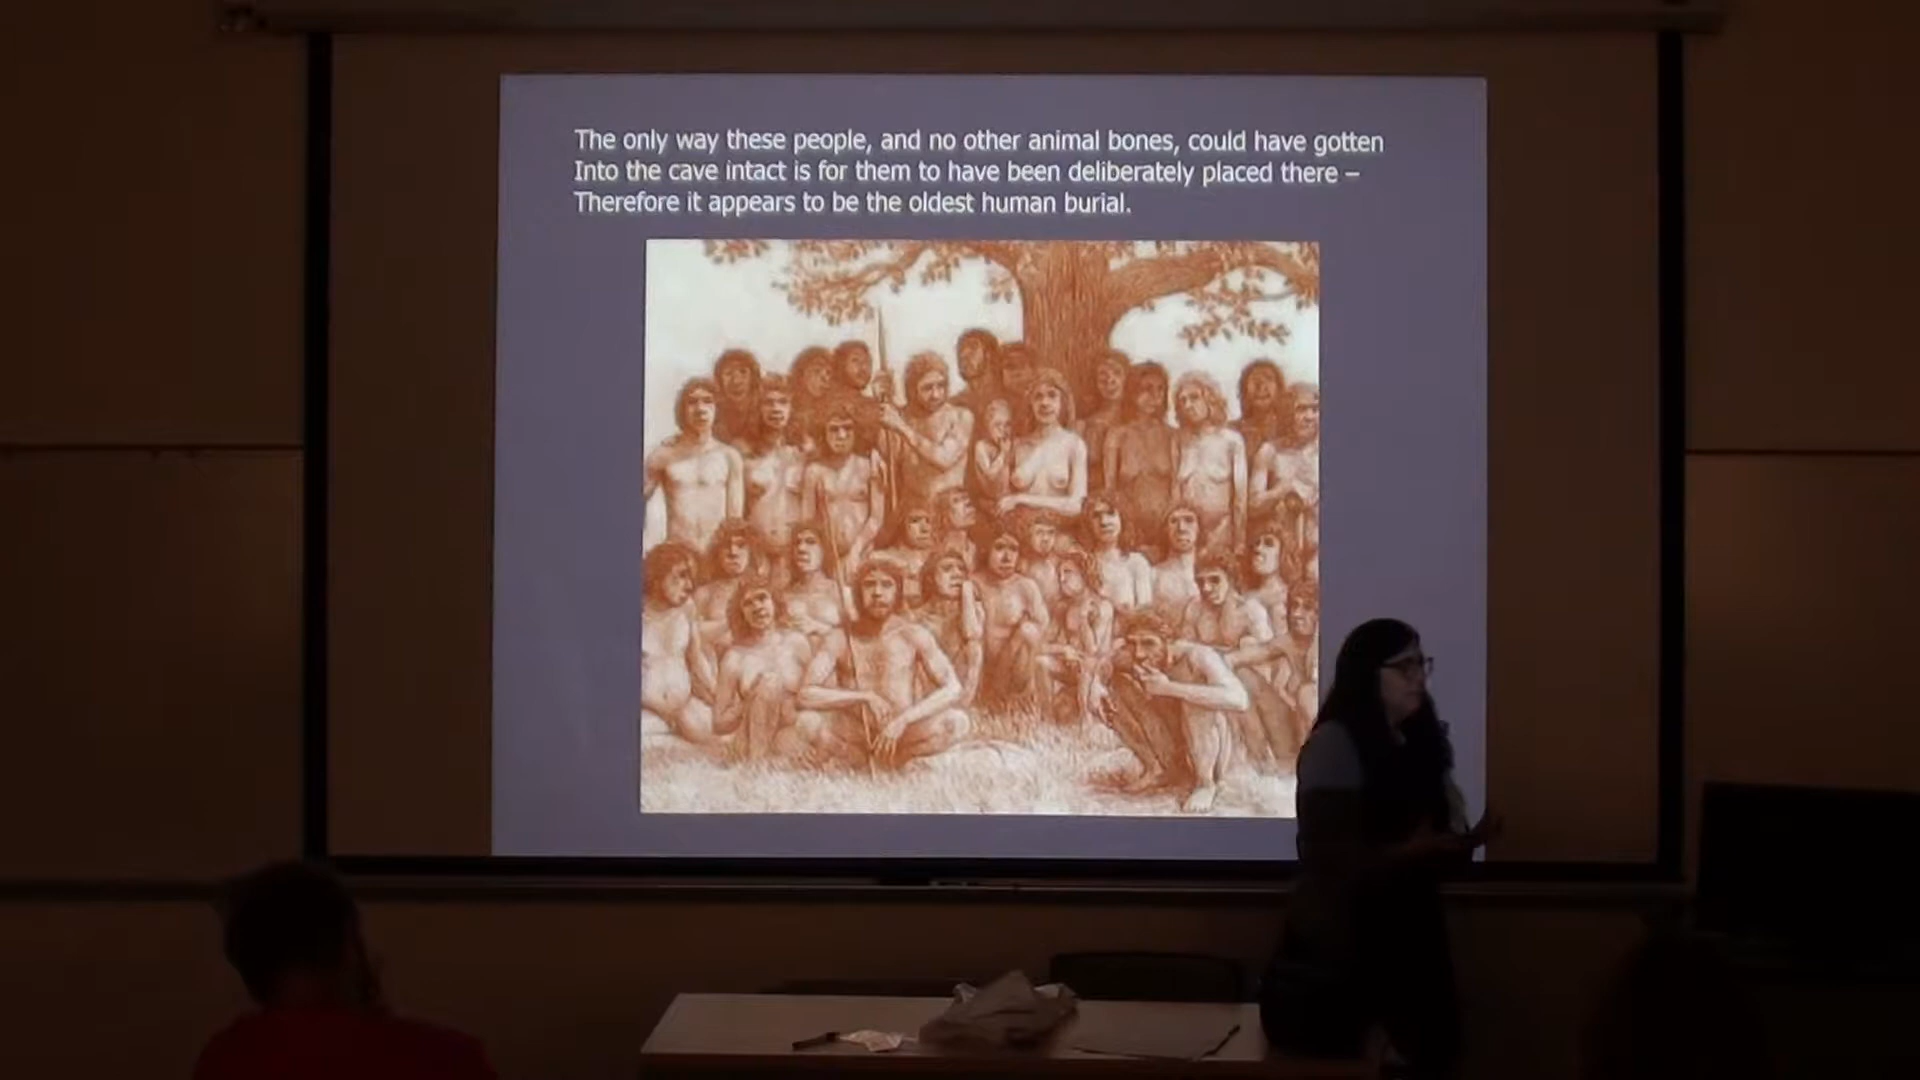 The only way these people, and no other animal bones, could have gotten
Into the cave intact is for them to have been deliberately placed there –
Therefore it appears to be the oldest human burial.